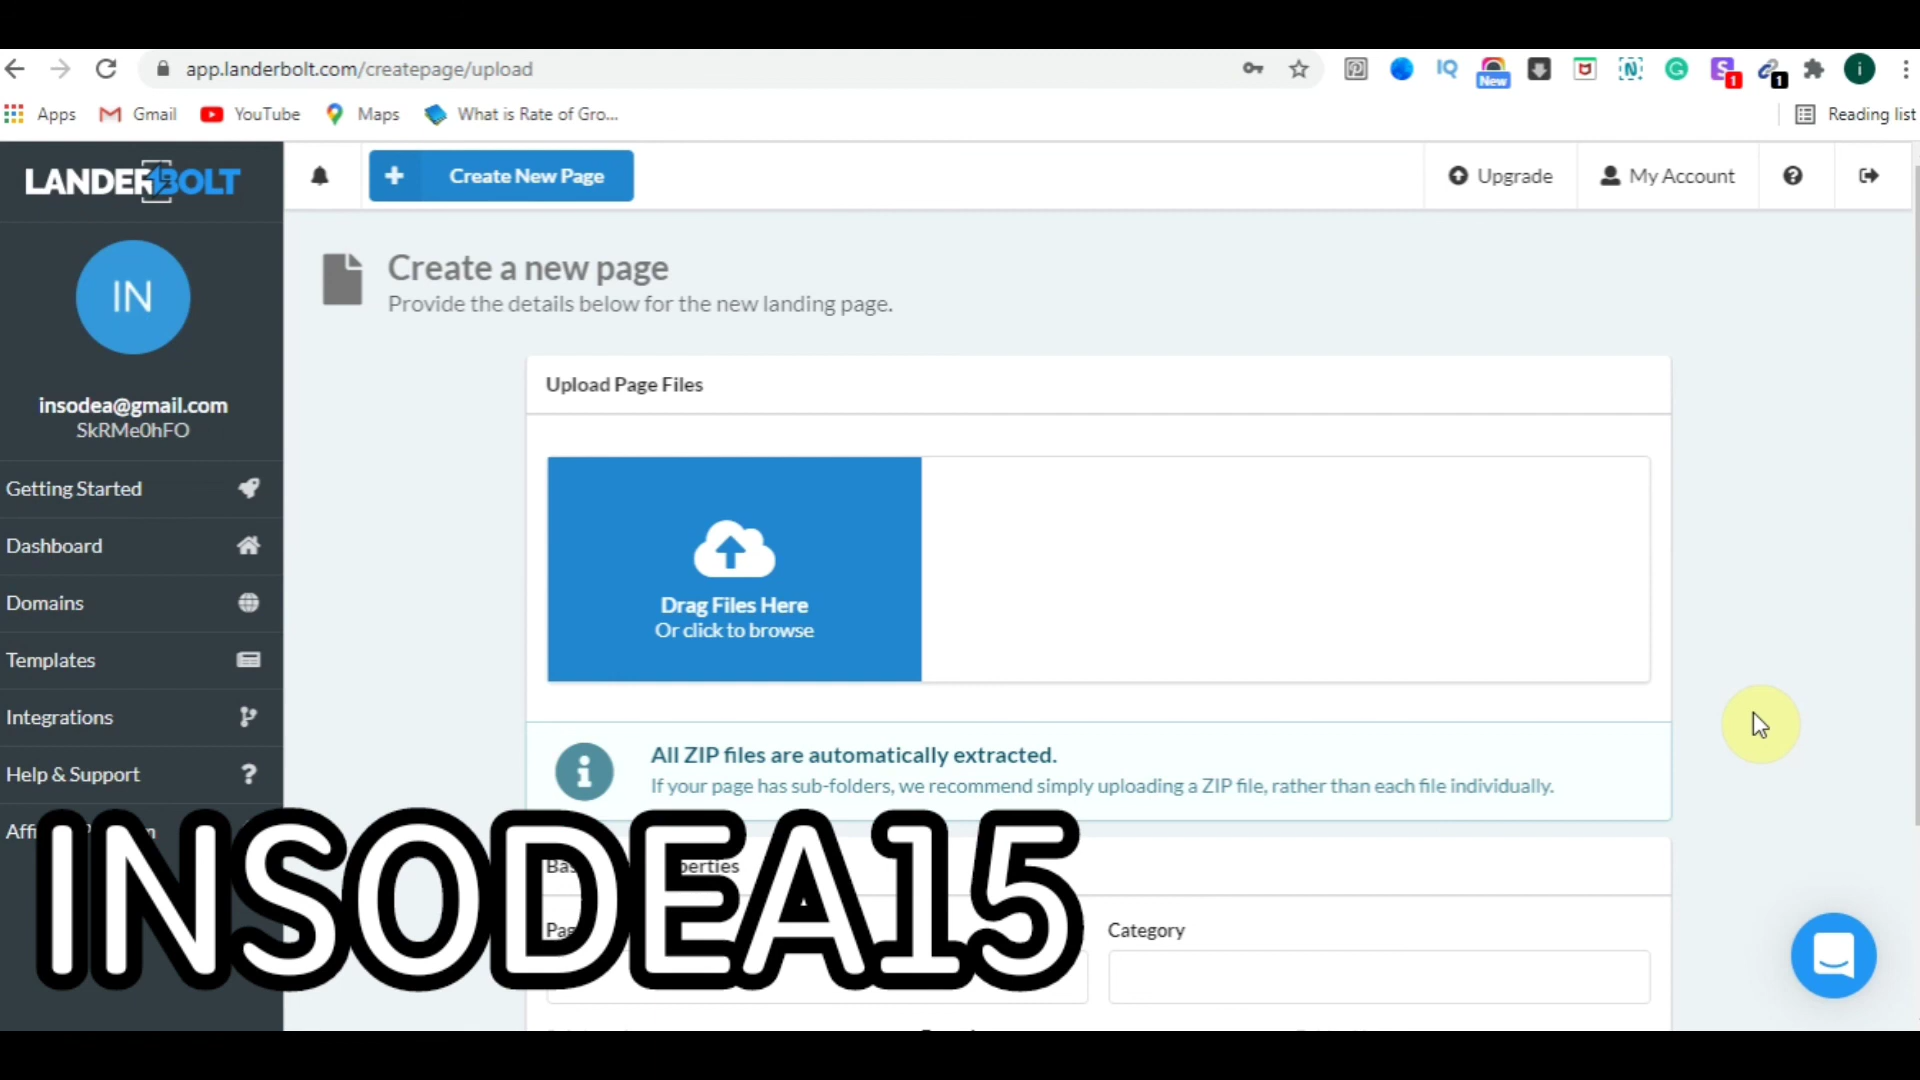 app.landerbolt.com/createpage/upload
IQ
New
1
1
i
Apps
Gmail
YouTube
Maps
What is Rate of Gro...
Reading list
LANDERBOLT
Create New Page
Upgrade
My Account
IN
insodea@gmail.com
SkRMe0hFO
Getting Started
Dashboard
Domains
Templates
Integrations
Help & Support
Create a new page
Provide the details below for the new landing page.
Upload Page Files
Drag Files Here
Or click to browse
All ZIP files are automatically extracted.
If your page has sub-folders, we recommend simply uploading a ZIP file, rather than each file individually.
Category
INSODEA15